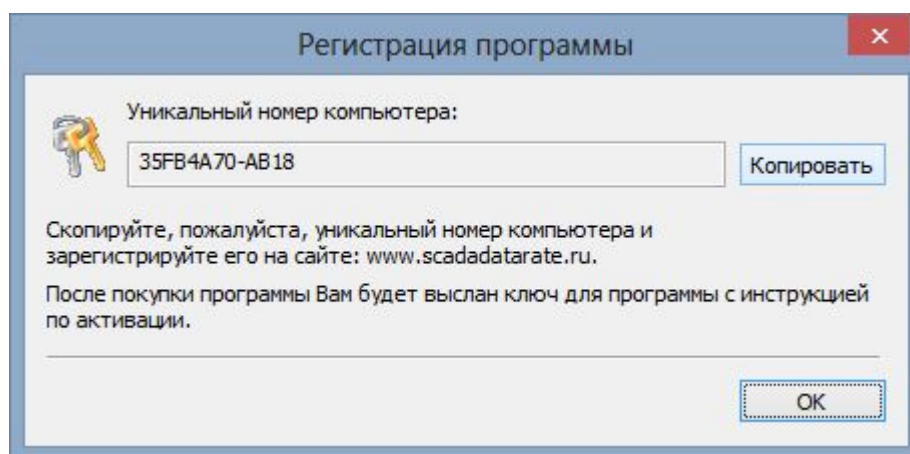 Регистрация программы
Уникальный номер компьютера:
35FB4A70-AB18
Копировать
Скопируйте, пожалуйста, уникальный номер компьютера и
зарегистрируйте его на сайте: www.scadadatarate.ru.
После покупки программы Вам будет выслан ключ для программы с инструкцией
по активации.
OK